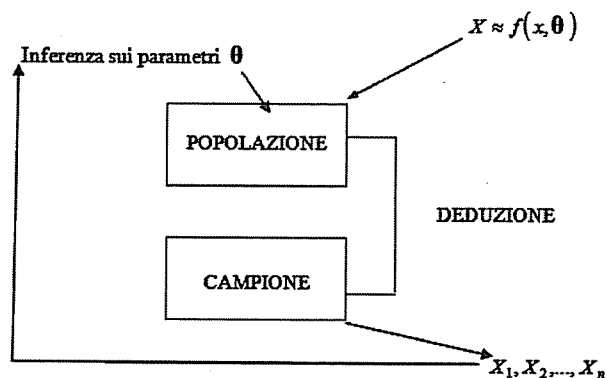 X ≈ f(x,θ)
Inferenza sui parametri θ
POPOLAZIONE
DEDUZIONE
CAMPIONE
X₁, X₂,..., Xₙ